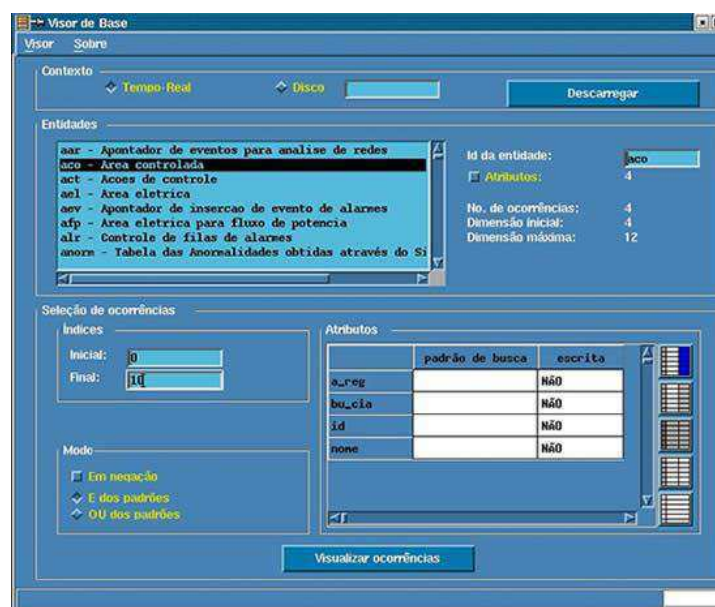 Visor de Base
Visor Sobre
Contexto
Tempo-Real Disco Descarregar
Entidades
aar - Apontador de eventos para analise de redes
aco - Area controlada
act - Acoes de controle
ael - Area eletrica
aev - Apontador de insercao de evento de alarmes
afp - Area eletrica para fluxo de potencia
alr - Controle de filas de alarmes
anorm - Tabela das Anormalidades obtidas através do Si
Id da entidade: aco
Atributos: 4
No. de ocorrências: 4
Dimensão inicial: 4
Dimensão máxima: 12
Seleção de ocorrências
Índices
Inicial: 0
Final: 10
Modo
Em negação
E dos padrões
OU dos padrões
Atributos
padrão de busca escrita
a_reg NÃO
bu_cia NÃO
id NÃO
nome NÃO
Visualizar ocorrências